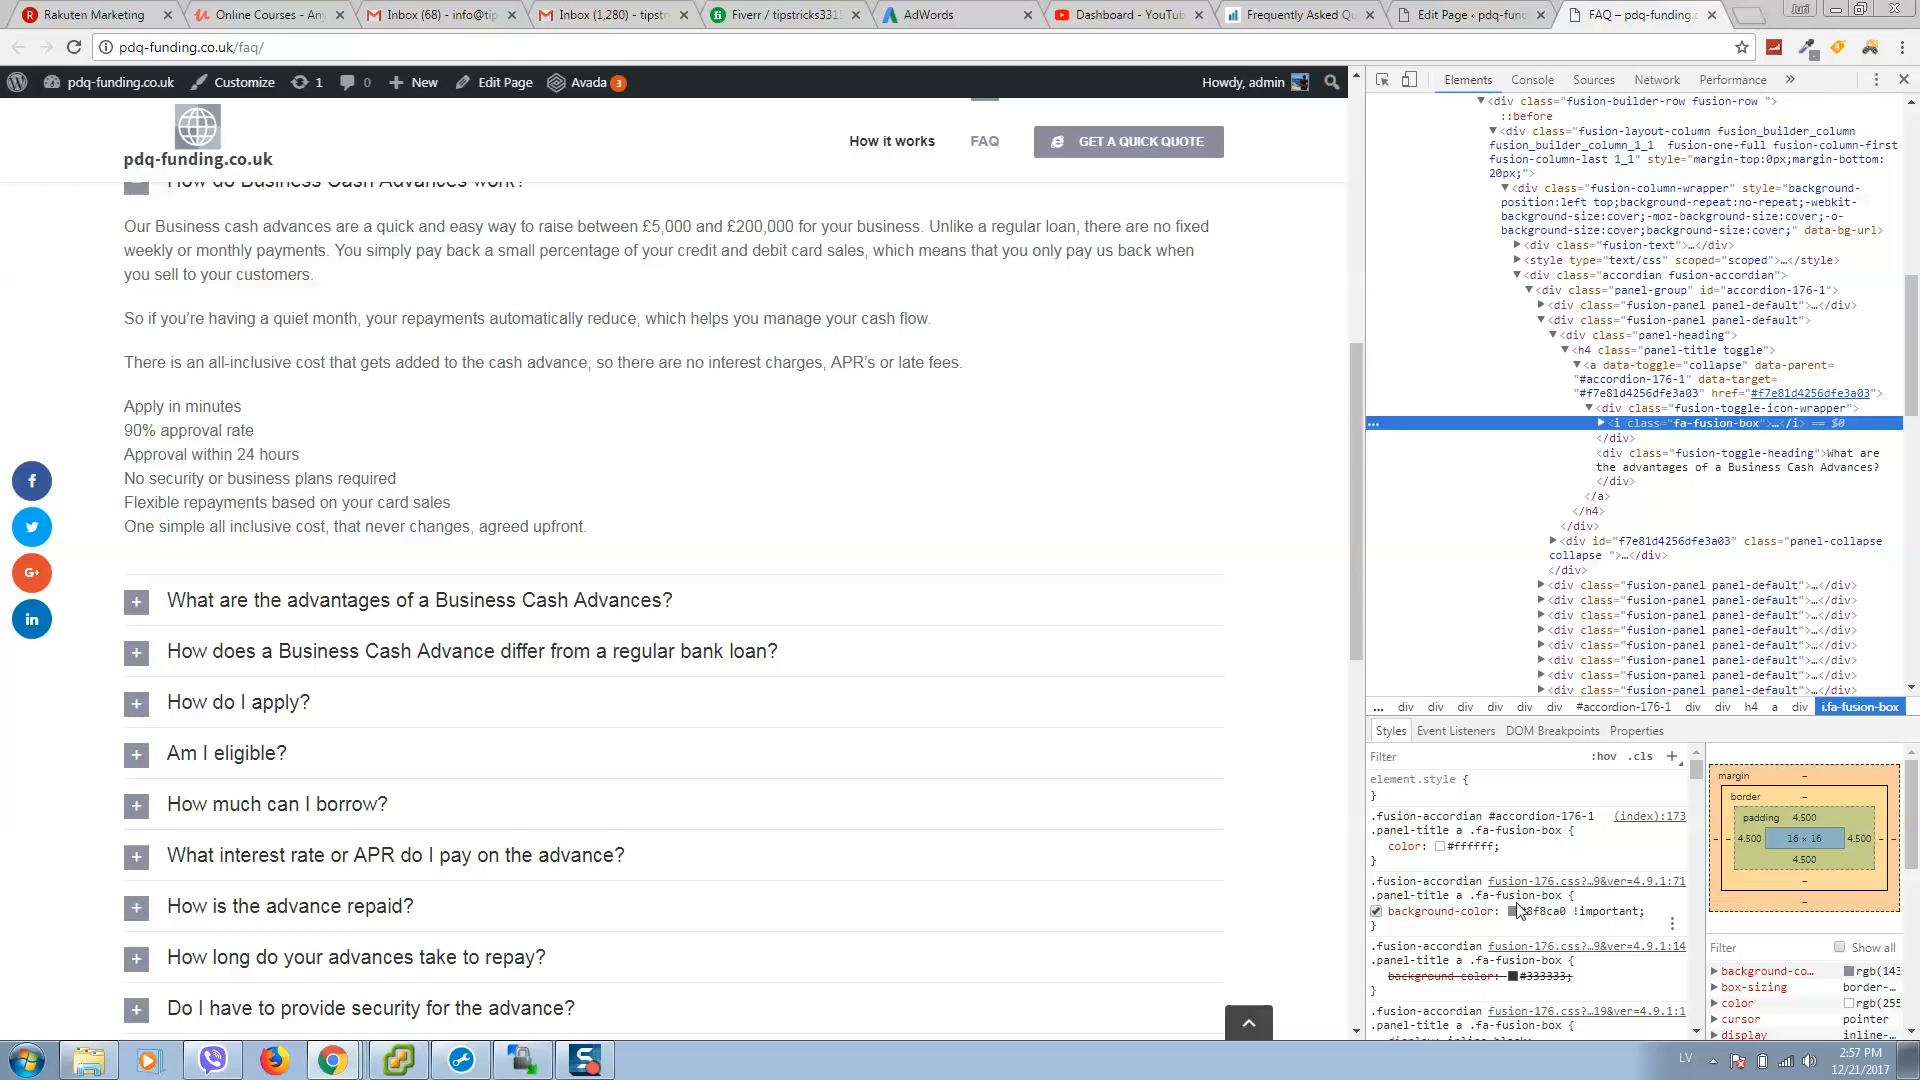 Rakuten Marketing
Online Courses - An
Inbox (68) - info@tip
Inbox (1,280) - tipst
Fiverr / tipstricks331
AdWords
Dashboard - YouTu
Frequently Asked Q
Edit Page ‹ pdq-fun
FAQ – pdq-funding.
Juri
pdq-funding.co.uk/faq/
pdq-funding.co.uk
Customize
1
0
New
Edit Page
Avada 3
Howdy, admin
pdq-funding.co.uk
How it works
FAQ
GET A QUICK QUOTE
How do Business Cash Advances work?
Our Business cash advances are a quick and easy way to raise between £5,000 and £200,000 for your business. Unlike a regular loan, there are no fixed
weekly or monthly payments. You simply pay back a small percentage of your credit and debit card sales, which means that you only pay us back when
you sell to your customers.
So if you’re having a quiet month, your repayments automatically reduce, which helps you manage your cash flow.
There is an all-inclusive cost that gets added to the cash advance, so there are no interest charges, APR’s or late fees.
Apply in minutes
90% approval rate
Approval within 24 hours
No security or business plans required
Flexible repayments based on your card sales
One simple all inclusive cost, that never changes, agreed upfront.
What are the advantages of a Business Cash Advances?
How does a Business Cash Advance differ from a regular bank loan?
How do I apply?
Am I eligible?
How much can I borrow?
What interest rate or APR do I pay on the advance?
How is the advance repaid?
How long do your advances take to repay?
Do I have to provide security for the advance?
Elements
Console
Sources
Network
Performance
<div class="fusion-builder-row fusion-row ">
::before
<div class="fusion-layout-column fusion_builder_column
fusion_builder_column_1_1  fusion-one-full fusion-column-first
fusion-column-last 1_1" style="margin-top:0px;margin-bottom:
20px;">
<div class="fusion-column-wrapper" style="background-
position:left top;background-repeat:no-repeat;-webkit-
background-size:cover;-moz-background-size:cover;-o-
background-size:cover;background-size:cover;" data-bg-url>
<div class="fusion-text">…</div>
<style type="text/css" scoped="scoped">…</style>
<div class="accordian fusion-accordian">
<div class="panel-group" id="accordion-176-1">
<div class="fusion-panel panel-default">…</div>
<div class="fusion-panel panel-default">
<div class="panel-heading">
<h4 class="panel-title toggle">
<a data-toggle="collapse" data-parent=
"#accordion-176-1" data-target=
"#f7e81d4256dfe3a03" href="#f7e81d4256dfe3a03">
<div class="fusion-toggle-icon-wrapper">
<i class="fa-fusion-box">…</i> == $0
</div>
<div class="fusion-toggle-heading">What are
the advantages of a Business Cash Advances?
</div>
</a>
</h4>
</div>
<div id="f7e81d4256dfe3a03" class="panel-collapse
collapse ">…</div>
</div>
<div class="fusion-panel panel-default">…</div>
<div class="fusion-panel panel-default">…</div>
<div class="fusion-panel panel-default">…</div>
<div class="fusion-panel panel-default">…</div>
<div class="fusion-panel panel-default">…</div>
<div class="fusion-panel panel-default">…</div>
<div class="fusion-panel panel-default">…</div>
<div class="fusion-panel panel-default">…</div>
... div div div div div div #accordion-176-1 div div h4 a div i.fa-fusion-box
Styles
Event Listeners
DOM Breakpoints
Properties
Filter
:hov .cls +
element.style {
}
.fusion-accordian #accordion-176-1 (index):173
.panel-title a .fa-fusion-box {
color: #ffffff;
}
.fusion-accordian fusion-176.css?…9&ver=4.9.1:71
.panel-title a .fa-fusion-box {
background-color: #8f8ca0 !important;
}
.fusion-accordian fusion-176.css?…9&ver=4.9.1:14
.panel-title a .fa-fusion-box {
background-color: #333333;
}
.fusion-accordian fusion-176.css?…19&ver=4.9.1:1
.panel-title a .fa-fusion-box {
margin –
border –
padding 4.500
– – 4.500 16 × 16 4.500 – –
4.500
–
–
Filter
Show all
background-co…
rgb(143
box-sizing
border-…
color
rgb(255
cursor
pointer
display
inline-…
LV
2:57 PM
12/21/2017